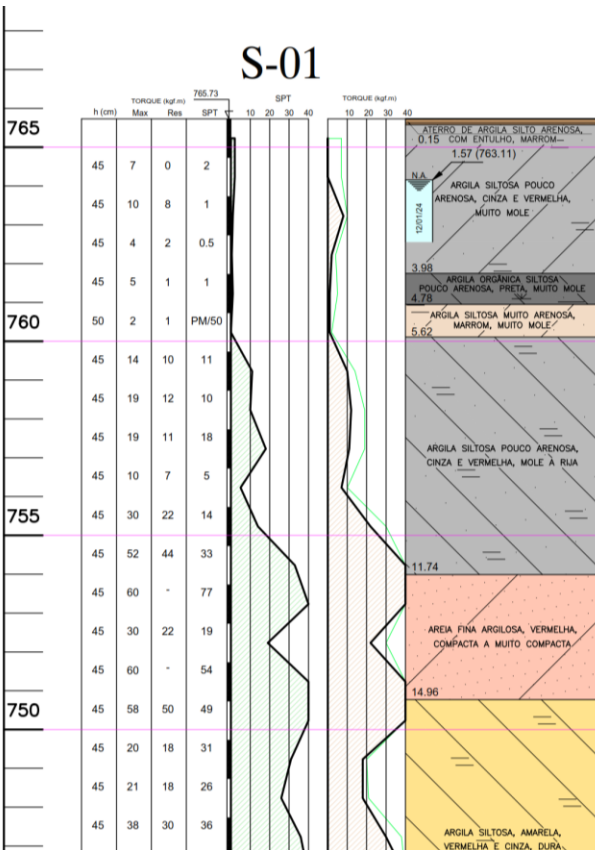 S-01
765.73
TORQUE (kgf.m) SPT TORQUE (kgf.m)
h (cm) Max Res SPT 10 20 30 40 10 20 30 40
765
ATERRO DE ARGILA SILTO ARENOSA,
0.15 COM ENTULHO, MARROM
1.57 (763.11)
45 7 0 2
N.A.
12/01/24
ARGILA SILTOSA POUCO
ARENOSA, CINZA E VERMELHA,
MUITO MOLE
45 10 8 1
45 4 2 0.5
3.98
45 5 1 1
ARGILA ORGÂNICA SILTOSA
POUCO ARENOSA, PRETA, MUITO MOLE
4.78
760
50 2 1 PM/50
ARGILA SILTOSA MUITO ARENOSA,
MARROM, MUITO MOLE
5.62
45 14 10 11
45 19 12 10
45 19 11 18
ARGILA SILTOSA POUCO ARENOSA,
CINZA E VERMELHA, MOLE À RIJA
45 10 7 5
755
45 30 22 14
45 52 44 33
11.74
45 60 - 77
45 30 22 19
AREIA FINA ARGILOSA, VERMELHA,
COMPACTA A MUITO COMPACTA
45 60 - 54
14.96
750
45 58 50 49
45 20 18 31
45 21 18 26
45 38 30 36
ARGILA SILTOSA, AMARELA,
VERMELHA E CINZA, DURA